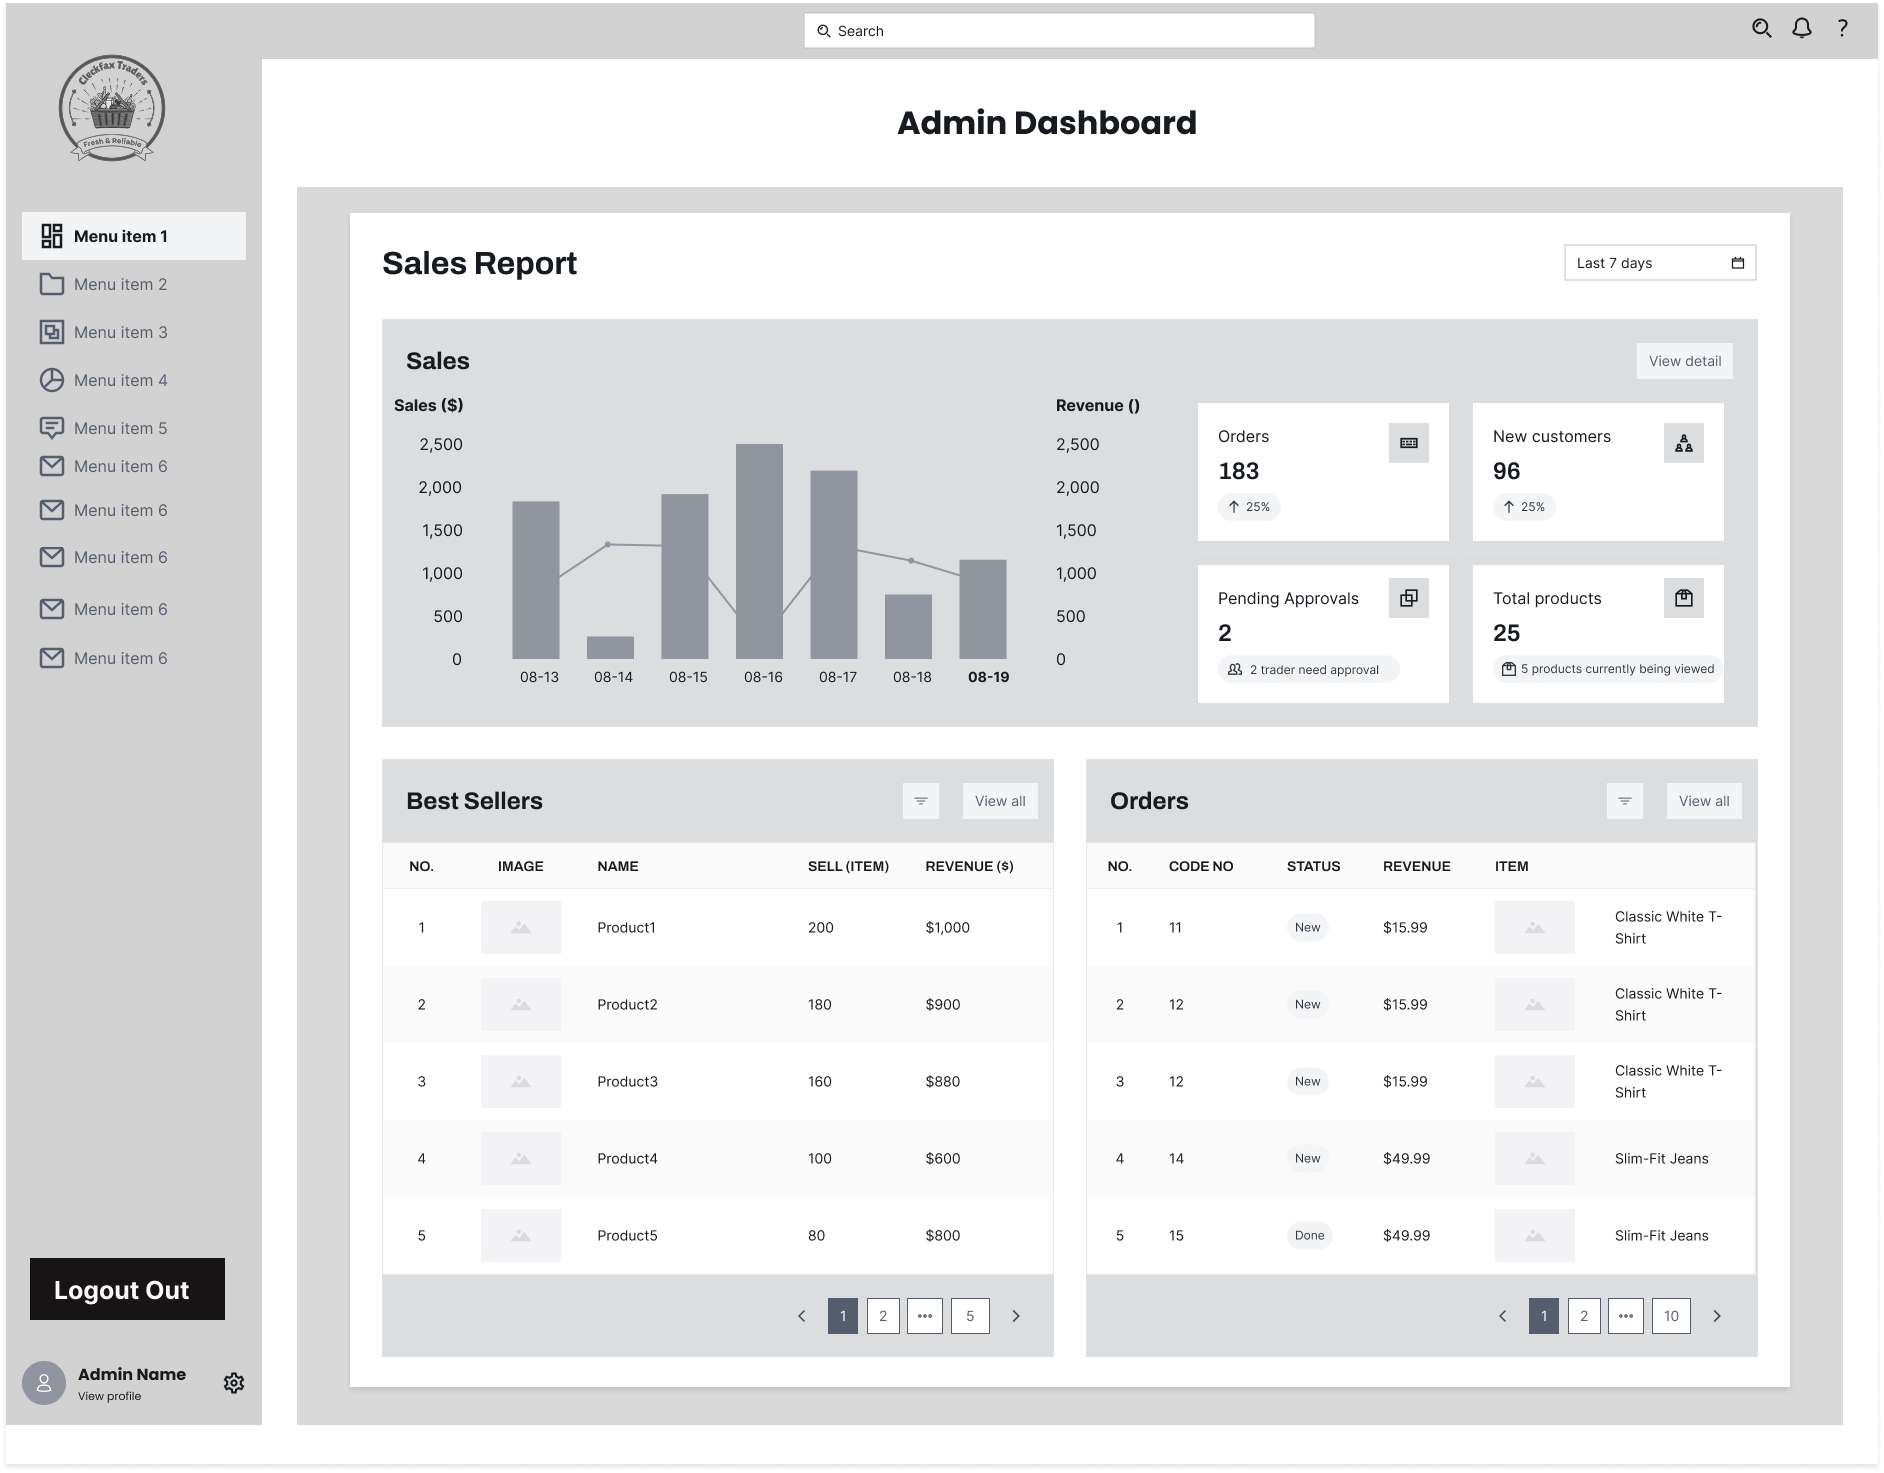 Search
?
Cleckfax Traders
Fresh & Reliable
Admin Dashboard
Menu item 1
Menu item 2
Menu item 3
Menu item 4
Menu item 5
Menu item 6
Menu item 6
Menu item 6
Menu item 6
Menu item 6
Logout Out
Admin Name
View profile
Sales Report
Last 7 days
Sales
View detail
Sales ($)
2,500
2,000
1,500
1,000
500
0
08-13 08-14 08-15 08-16 08-17 08-18 08-19
Revenue ()
2,500
2,000
1,500
1,000
500
0
Orders
183
25%
New customers
96
25%
Pending Approvals
2
2 trader need approval
Total products
25
5 products currently being viewed
Best Sellers
View all
NO. IMAGE NAME SELL (ITEM) REVENUE ($)
1 Product1 200 $1,000
2 Product2 180 $900
3 Product3 160 $880
4 Product4 100 $600
5 Product5 80 $800
1 2 ••• 5
Orders
View all
NO. CODE NO STATUS REVENUE ITEM
1 11 New $15.99 Classic White T-
Shirt
2 12 New $15.99 Classic White T-
Shirt
3 12 New $15.99 Classic White T-
Shirt
4 14 New $49.99 Slim-Fit Jeans
5 15 Done $49.99 Slim-Fit Jeans
1 2 ••• 10